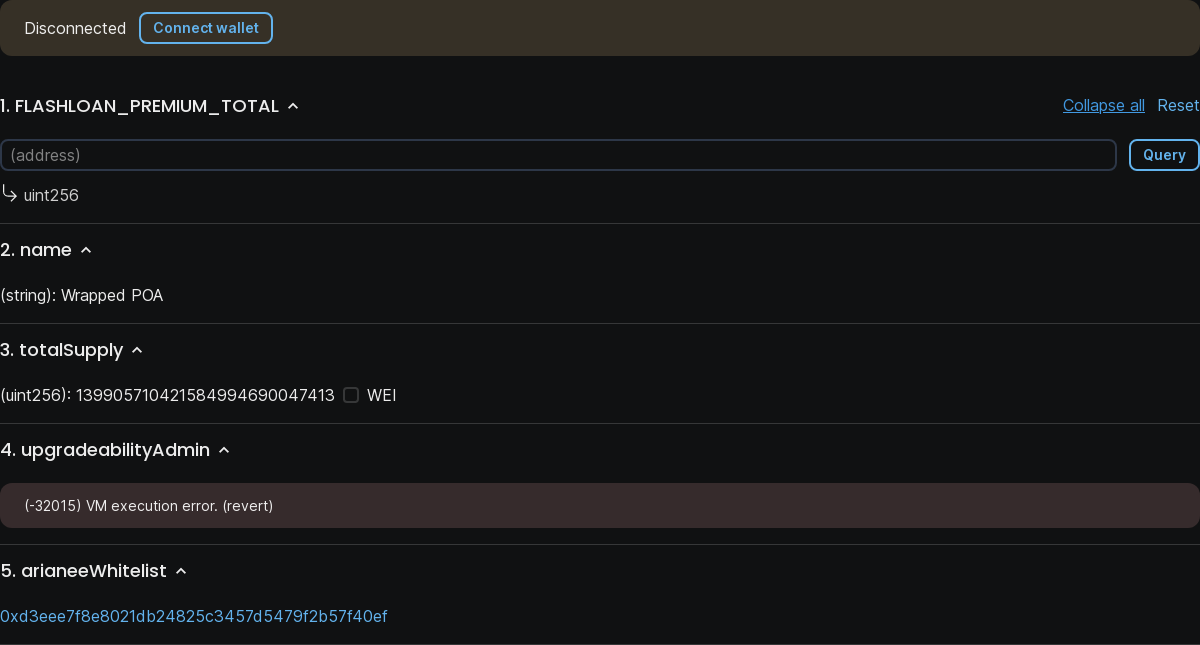 Disconnected Connect wallet
1. FLASHLOAN_PREMIUM_TOTAL Collapse all Reset
(address) Query
uint256
2. name
(string): Wrapped POA
3. totalSupply
(uint256): 139905710421584994690047413 WEI
4. upgradeabilityAdmin
(-32015) VM execution error. (revert)
5. arianeeWhitelist
0xd3eee7f8e8021db24825c3457d5479f2b57f40ef